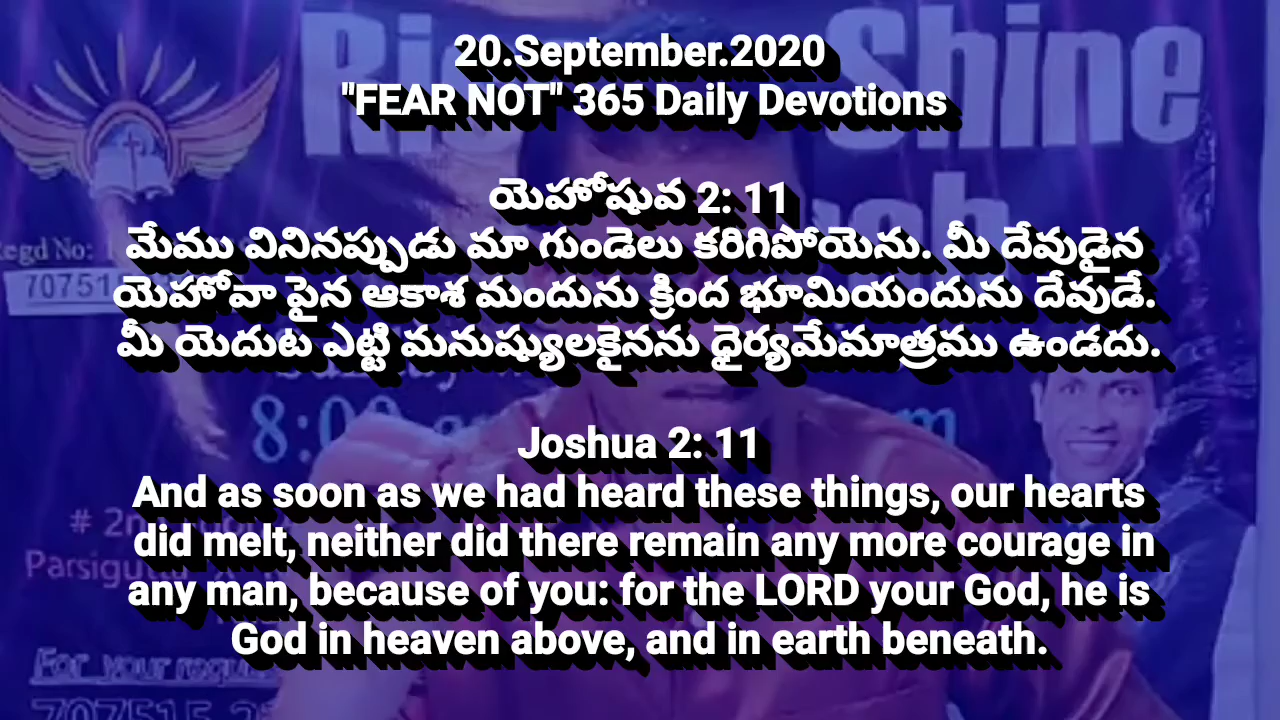 20.September.2020
"FEAR NOT" 365 Daily Devotions
యెహోషువ 2: 11
మేము వినినప్పుడు మా గుండెలు కరిగిపోయెను. మీ దేవుడైన
యెహోవా పైన ఆకాశ మందును క్రింద భూమియందును దేవుడే.
మీ యెదుట ఎట్టి మనుష్యులకైనను ధైర్యమేమాత్రము ఉండదు.
Joshua 2: 11
And as soon as we had heard these things, our hearts
did melt, neither did there remain any more courage in
any man, because of you: for the LORD your God, he is
God in heaven above, and in earth beneath.
Shine
Regd No: